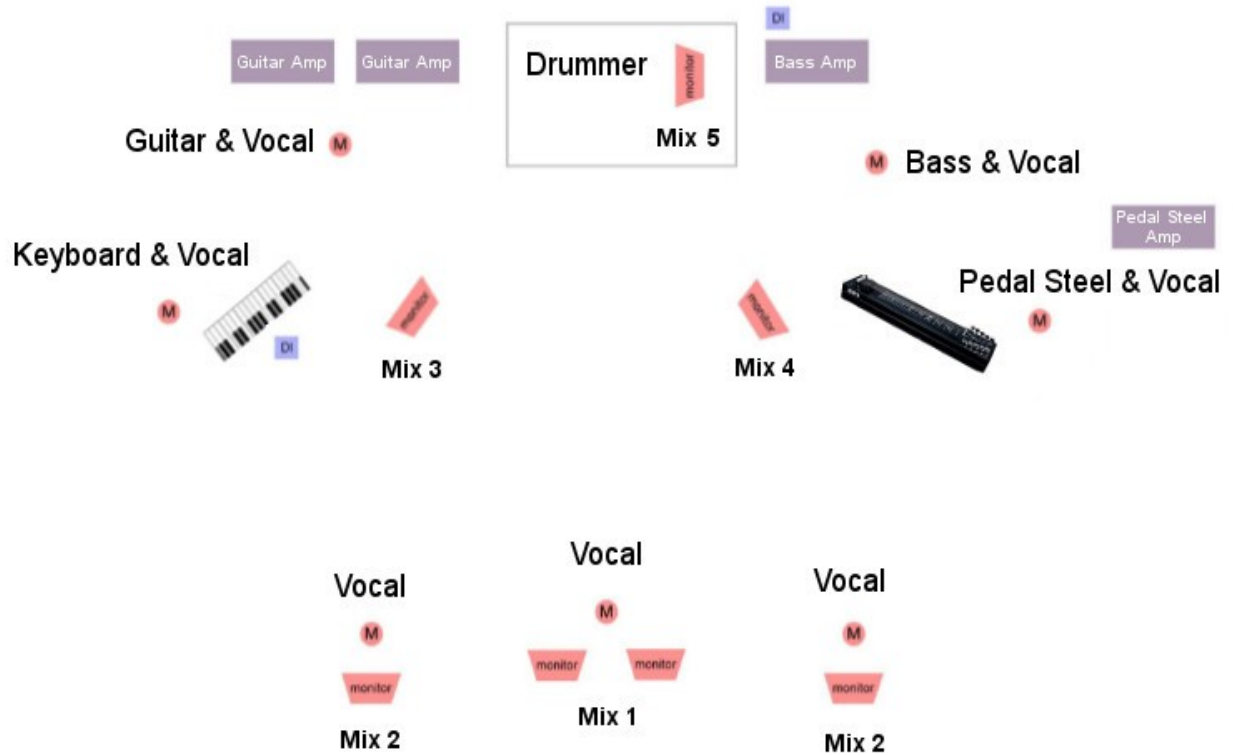 DI
Guitar Amp
Guitar Amp
Drummer
monitor
Mix 5
Bass Amp
Guitar & Vocal
M
M
Bass & Vocal
Pedal Steel
Amp
Keyboard & Vocal
M
DI
monitor
Mix 3
monitor
Mix 4
Pedal Steel & Vocal
M
Vocal
M
monitor
Mix 2
Vocal
M
monitor
monitor
Mix 1
Vocal
M
monitor
Mix 2